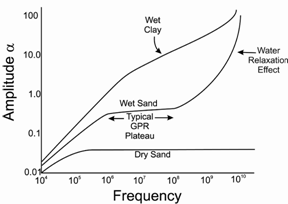 100
10.0
1.0
0.1
0.01
Amplitude α
Wet
Clay
Water
Relaxation
Effect
Wet Sand
Typical
GPR
Plateau
Dry Sand
10⁴
10⁵
10⁶
10⁷
10⁸
10⁹
10¹⁰
Frequency